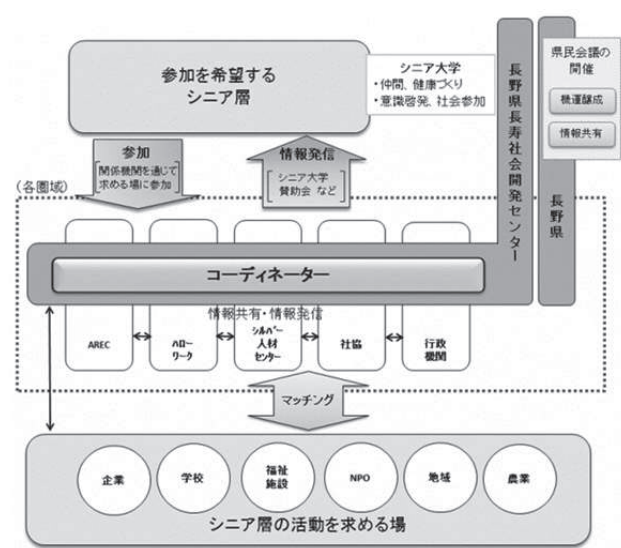 参加を希望する
シニア層
シニア大学
・仲間、健康づくり
・意識啓発、社会参加
長野県長寿社会開発センター
長野県
県民会議の
開催
機運醸成
情報共有
参加
関係機関を通じて
求める場に参加
情報発信
シニア大学
賛助会 など
(各圏域)
コーディネーター
情報共有・情報発信
AREC
ハロー
ワーク
シルバー
人材
センター
社協
行政
機関
マッチング
企業
学校
福祉
施設
NPO
地域
農業
シニア層の活動を求める場